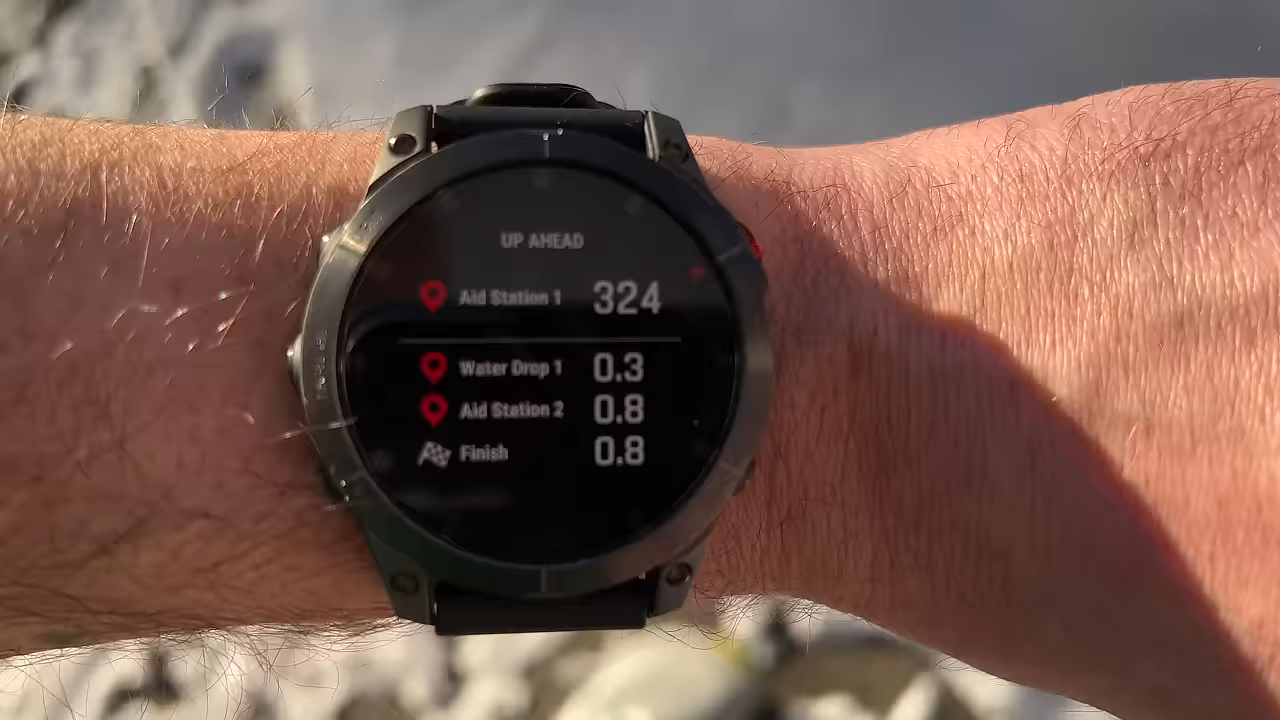 UP AHEAD
Aid Station 1 324
Water Drop 1 0.3
Aid Station 2 0.8
Finish 0.8